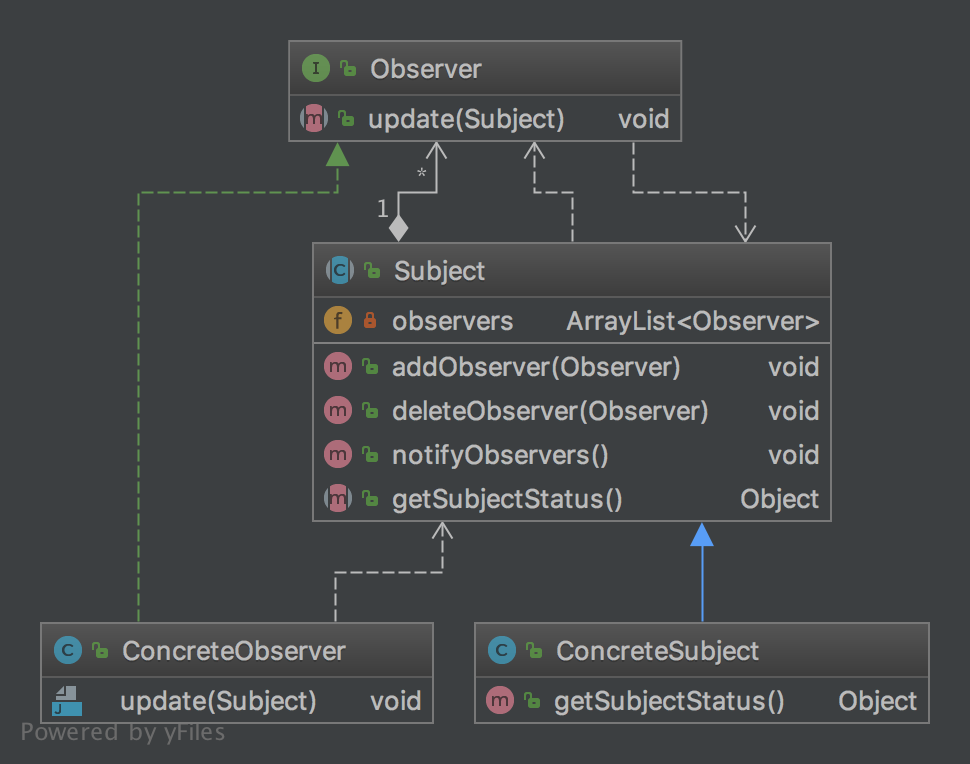 I Observer
m update(Subject) void
*
1
C Subject
f observers ArrayList<Observer>
m addObserver(Observer) void
m deleteObserver(Observer) void
m notifyObservers() void
m getSubjectStatus() Object
C ConcreteObserver
J update(Subject) void
C ConcreteSubject
m getSubjectStatus() Object
Powered by yFiles